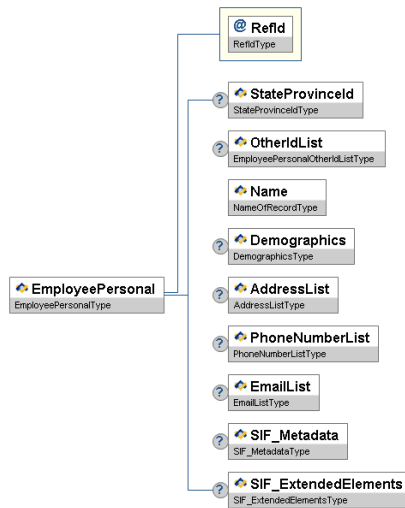 @ RefId
RefIdType
? StateProvinceId
StateProvinceIdType
? OtherIdList
EmployeePersonalOtherIdListType
Name
NameOfRecordType
? Demographics
DemographicsType
EmployeePersonal
EmployeePersonalType
? AddressList
AddressListType
? PhoneNumberList
PhoneNumberListType
? EmailList
EmailListType
? SIF_Metadata
SIF_MetadataType
? SIF_ExtendedElements
SIF_ExtendedElementsType